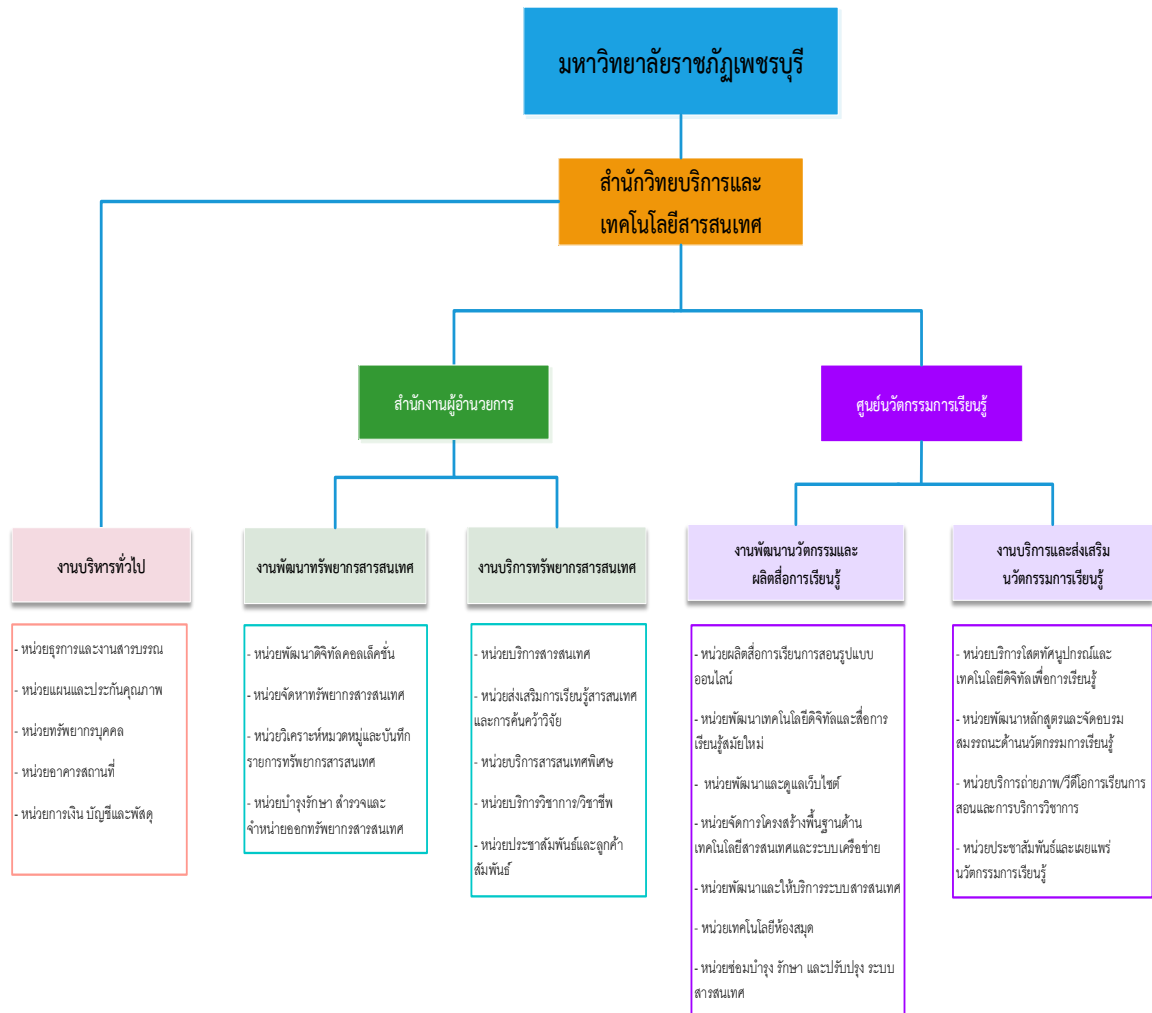 มหาวิทยาลัยราชภัฏเพชรบุรี
สำนักวิทยบริการและ
เทคโนโลยีสารสนเทศ
สำนักงานผู้อำนวยการ
ศูนย์นวัตกรรมการเรียนรู้
งานบริหารทั่วไป
- หน่วยธุรการและงานสารบรรณ
- หน่วยแผนและประกันคุณภาพ
- หน่วยทรัพยากรบุคคล
- หน่วยอาคารสถานที่
- หน่วยการเงิน บัญชีและพัสดุ
งานพัฒนาทรัพยากรสารสนเทศ
- หน่วยพัฒนาดิจิทัลคอลเล็คชั่น
- หน่วยจัดหาทรัพยากรสารสนเทศ
- หน่วยวิเคราะห์หมวดหมู่และบันทึก
รายการทรัพยากรสารสนเทศ
- หน่วยบำรุงรักษา สำรวจและ
จำหน่ายออกทรัพยากรสารสนเทศ
งานบริการทรัพยากรสารสนเทศ
- หน่วยบริการสารสนเทศ
- หน่วยส่งเสริมการเรียนรู้สารสนเทศ
และการค้นคว้าวิจัย
- หน่วยบริการสารสนเทศพิเศษ
- หน่วยบริการวิชาการ/วิชาชีพ
- หน่วยประชาสัมพันธ์และลูกค้า
สัมพันธ์
งานพัฒนานวัตกรรมและ
ผลิตสื่อการเรียนรู้
- หน่วยผลิตสื่อการเรียนการสอนรูปแบบ
ออนไลน์
- หน่วยพัฒนาเทคโนโลยีดิจิทัลและสื่อการ
เรียนรู้สมัยใหม่
- หน่วยพัฒนาและดูแลเว็บไซต์
- หน่วยจัดการโครงสร้างพื้นฐานด้าน
เทคโนโลยีสารสนเทศและระบบเครือข่าย
- หน่วยพัฒนาและให้บริการระบบสารสนเทศ
- หน่วยเทคโนโลยีห้องสมุด
- หน่วยซ่อมบำรุง รักษา และปรับปรุง ระบบ
สารสนเทศ
งานบริการและส่งเสริม
นวัตกรรมการเรียนรู้
- หน่วยบริการโสตทัศนูปกรณ์และ
เทคโนโลยีดิจิทัลเพื่อการเรียนรู้
- หน่วยพัฒนาหลักสูตรและจัดอบรม
สมรรถนะด้านนวัตกรรมการเรียนรู้
- หน่วยบริการถ่ายภาพ/วีดีโอการเรียนการ
สอนและการบริการวิชาการ
- หน่วยประชาสัมพันธ์และเผยแพร่
นวัตกรรมการเรียนรู้